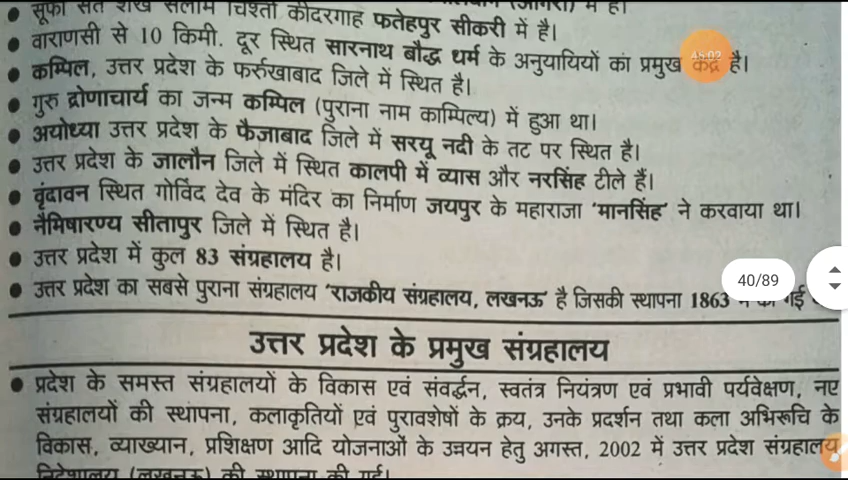 सूफी संत शेख सलीम चिश्ती की दरगाह फतेहपुर सीकरी में है।
वाराणसी से 10 किमी. दूर स्थित सारनाथ बौद्ध धर्म के अनुयायियों का प्रमुख केंद्र है।
कम्पिल, उत्तर प्रदेश के फर्रुखाबाद जिले में स्थित है।
गुरु द्रोणाचार्य का जन्म कम्पिल (पुराना नाम काम्पिल्य) में हुआ था।
अयोध्या उत्तर प्रदेश के फैजाबाद जिले में सरयू नदी के तट पर स्थित है।
उत्तर प्रदेश के जालौन जिले में स्थित कालपी में व्यास और नरसिंह टीले हैं।
वृंदावन स्थित गोविंद देव के मंदिर का निर्माण जयपुर के महाराजा 'मानसिंह' ने करवाया था।
नैमिषारण्य सीतापुर जिले में स्थित है।
उत्तर प्रदेश में कुल 83 संग्रहालय है।
40/89
उत्तर प्रदेश का सबसे पुराना संग्रहालय 'राजकीय संग्रहालय, लखनऊ' है जिसकी स्थापना 1863 में की गई
उत्तर प्रदेश के प्रमुख संग्रहालय
प्रदेश के समस्त संग्रहालयों के विकास एवं संवर्द्धन, स्वतंत्र नियंत्रण एवं प्रभावी पर्यवेक्षण, नए
संग्रहालयों की स्थापना, कलाकृतियों एवं पुरावशेषों के क्रय, उनके प्रदर्शन तथा कला अभिरूचि के
विकास, व्याख्यान, प्रशिक्षण आदि योजनाओं के उन्नयन हेतु अगस्त, 2002 में उत्तर प्रदेश संग्रहालय
निदेशालय (लखनऊ) की स्थापना की गई।